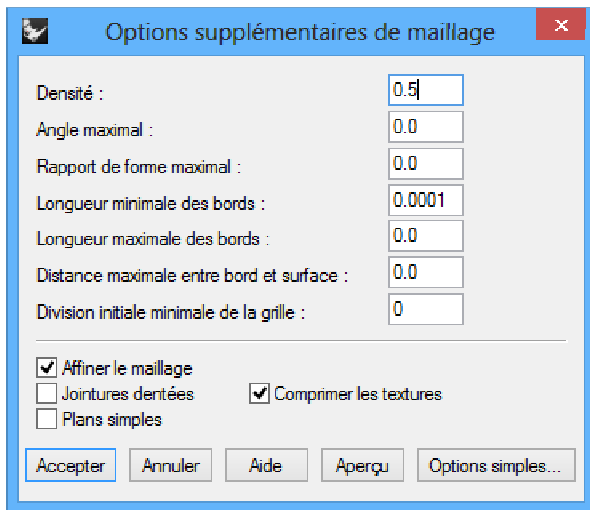 Options supplémentaires de maillage
Densité : 0.5
Angle maximal : 0.0
Rapport de forme maximal : 0.0
Longueur minimale des bords : 0.0001
Longueur maximale des bords : 0.0
Distance maximale entre bord et surface : 0.0
Division initiale minimale de la grille : 0
Affiner le maillage
Jointures dentées Comprimer les textures
Plans simples
Accepter Annuler Aide Aperçu Options simples...